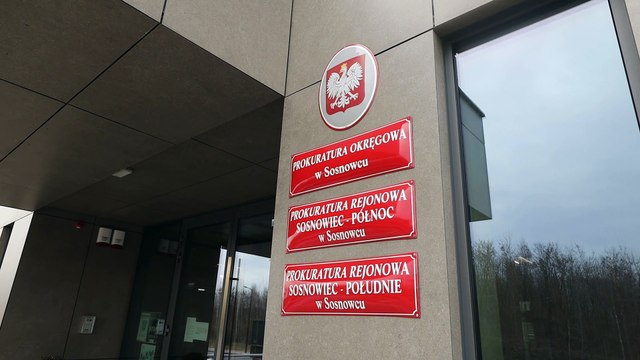 PROKURATURA OKRĘGOWA
w Sosnowcu
PROKURATURA REJONOWA
SOSNOWIEC - PÓŁNOC
w Sosnowcu
PROKURATURA REJONOWA
SOSNOWIEC - POŁUDNIE
w Sosnowcu